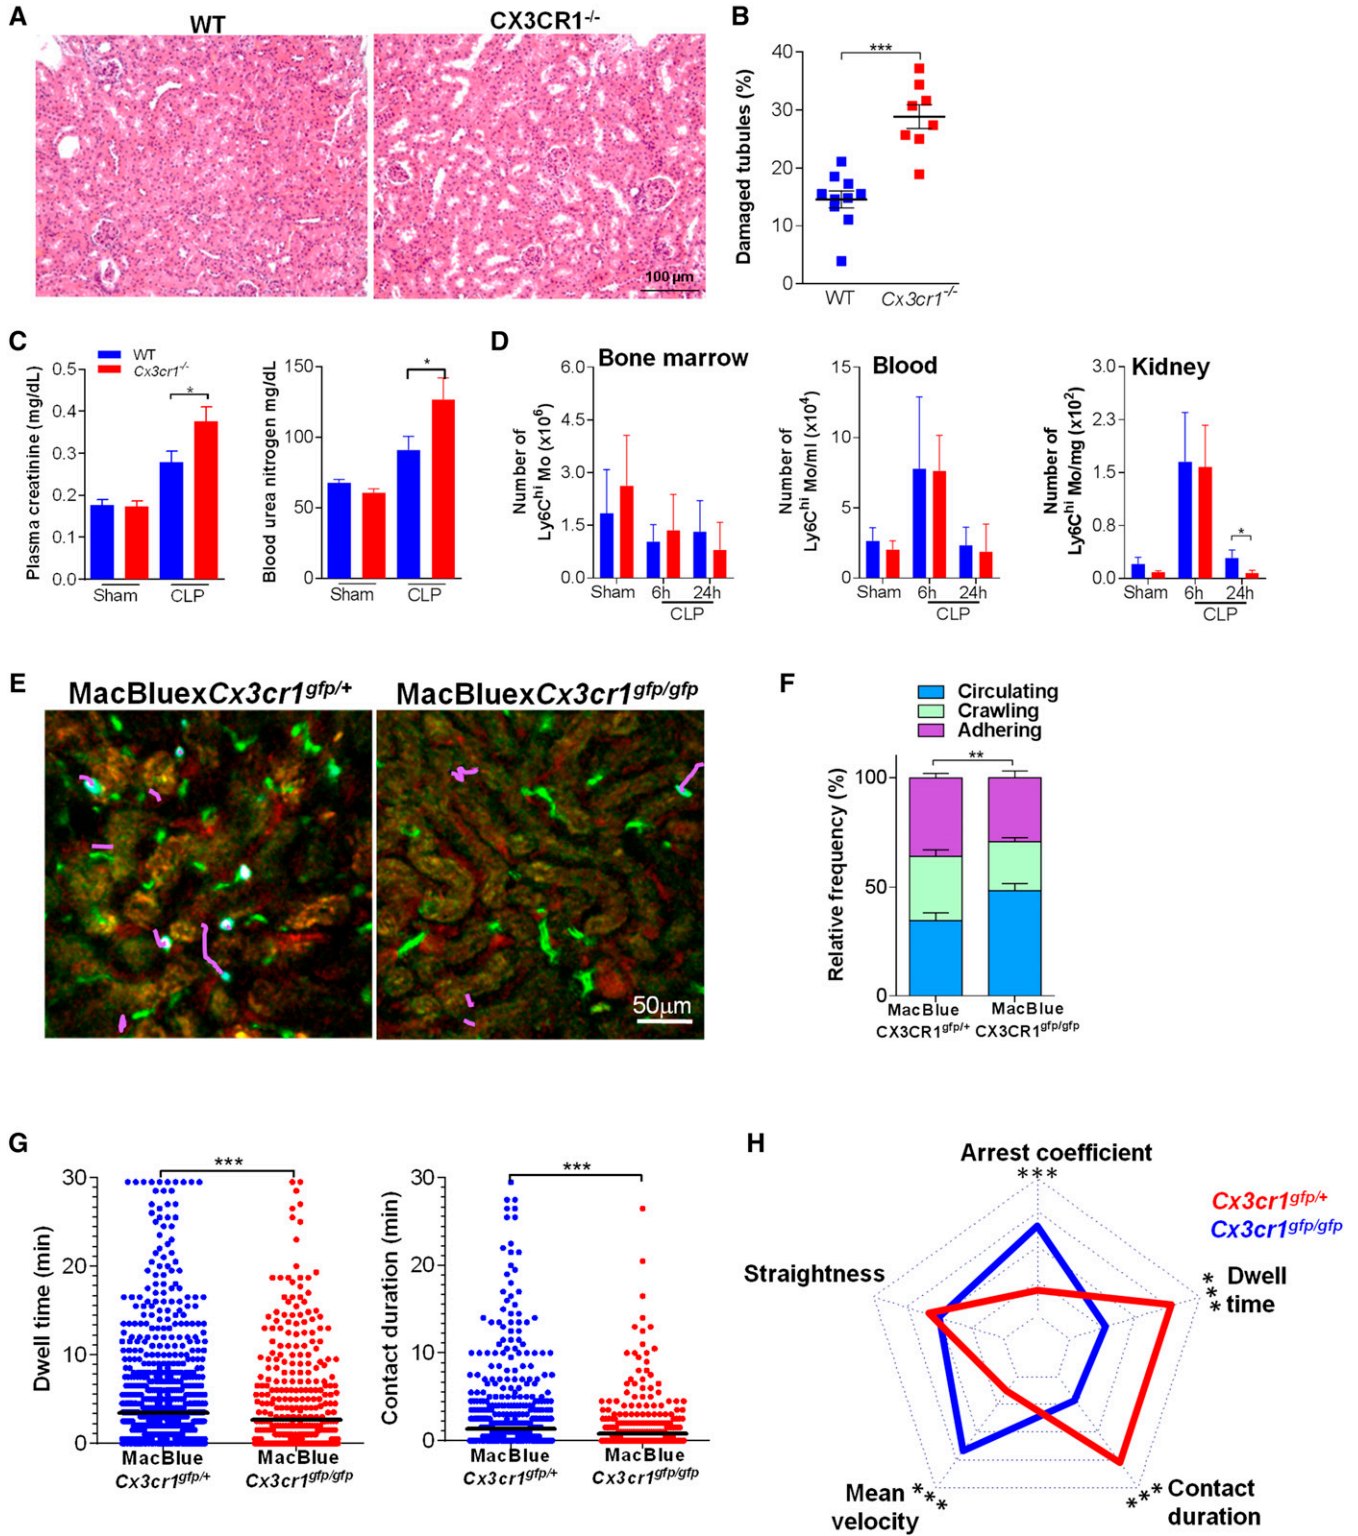 A
WT
CX3CR1-/-
100 µm
B
Damaged tubules (%)
40
30
20
10
0
***
WT
Cx3cr1-/-
C
WT
Cx3cr1-/-
Plasma creatinine (mg/dL)
0.5
0.4
0.3
0.2
0.1
0.0
*
Sham
CLP
Blood urea nitrogen mg/dL
150
100
50
0
*
Sham
CLP
D
Bone marrow
Number of
Ly6Chi Mo (x106)
6.0
4.5
3.0
1.5
0.0
Sham
6h
24h
CLP
Blood
Number of
Ly6Chi Mo/ml (x104)
15
10
5
0
Sham
6h
24h
CLP
Kidney
Number of
Ly6Chi Mo/mg (x102)
3.0
2.3
1.5
0.8
0.0
*
Sham
6h
24h
CLP
E
MacBluexCx3cr1gfp/+
MacBluexCx3cr1gfp/gfp
50µm
F
Circulating
Crawling
Adhering
Relative frequency (%)
100
50
0
**
MacBlue
CX3CR1gfp/+
MacBlue
CX3CR1gfp/gfp
G
Dwell time (min)
30
20
10
0
***
MacBlue
Cx3cr1gfp/+
MacBlue
Cx3cr1gfp/gfp
Contact duration (min)
30
20
10
0
***
MacBlue
Cx3cr1gfp/+
MacBlue
Cx3cr1gfp/gfp
H
Arrest coefficient
***
Cx3cr1gfp/+
Cx3cr1gfp/gfp
Straightness
*** Dwell
time
Mean ***
velocity
*** Contact
duration